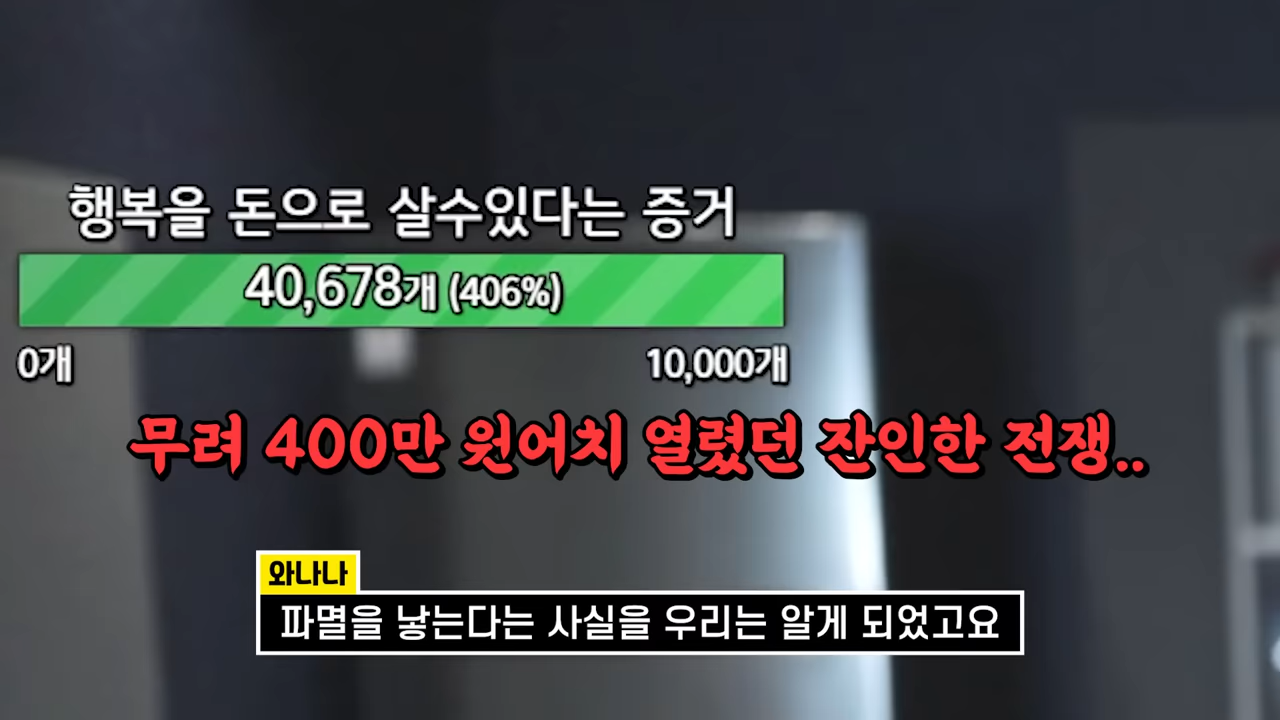 행복을 돈으로 살수있다는 증거
40,678개 (406%)
0개 10,000개
무려 400만 원어치 열렸던 잔인한 전쟁..
와나나
파멸을 낳는다는 사실을 우리는 알게 되었고요